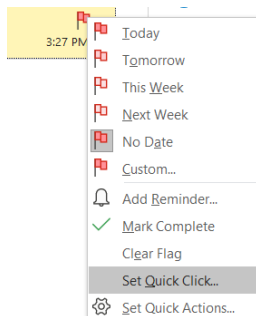 3:27 PM
Today
Tomorrow
This Week
Next Week
No Date
Custom...
Add Reminder...
Mark Complete
Clear Flag
Set Quick Click...
Set Quick Actions...